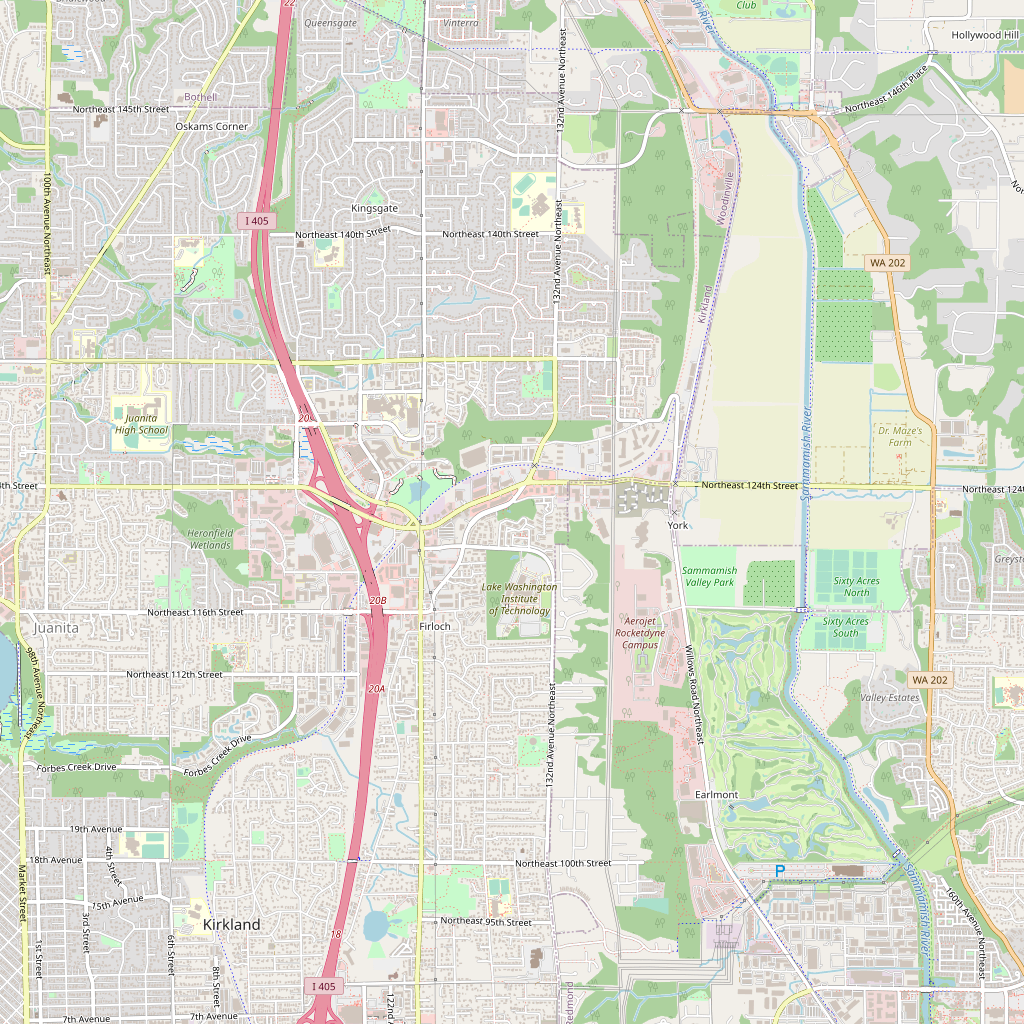 22
Queensgate
Vinterra
Club
Hollywood Hill
132nd Avenue Northeast
Bothell
Northeast 145th Street
Northeast 146th Place
Oskams Corner
100th Avenue Northeast
Kingsgate
Woodinville
I 405
Northeast 140th Street
Northeast 140th Street
132nd Avenue Northeast
WA 202
Kirkland
Juanita
High School
Dr. Maze's
Farm
Sammamish River
Northeast 124th Street
Northeast 124
York
Heronfield
Wetlands
Sammamish
Valley Park
Sixty Acres
North
Lake Washington
Institute
of Technology
20B
Northeast 116th Street
Firloch
Juanita
Aerojet
Rocketdyne
Campus
Sixty Acres
South
98th Avenue Northeast
Northeast 112th Street
20A
Willows Road Northeast
WA 202
Valley Estates
132nd Avenue Northeast
Forbes Creek Drive
Forbes Creek Drive
Earlmont
19th Avenue
18th Avenue
4th Street
Northeast 100th Street
P
Sammamish River
Market Street
15th Avenue
160th Avenue Northeast
3rd Street
Kirkland
Northeast 95th Street
18
1st Street
6th Street
8th Street
I 405
7th Avenue
7th Avenue
122nd A
Redmond